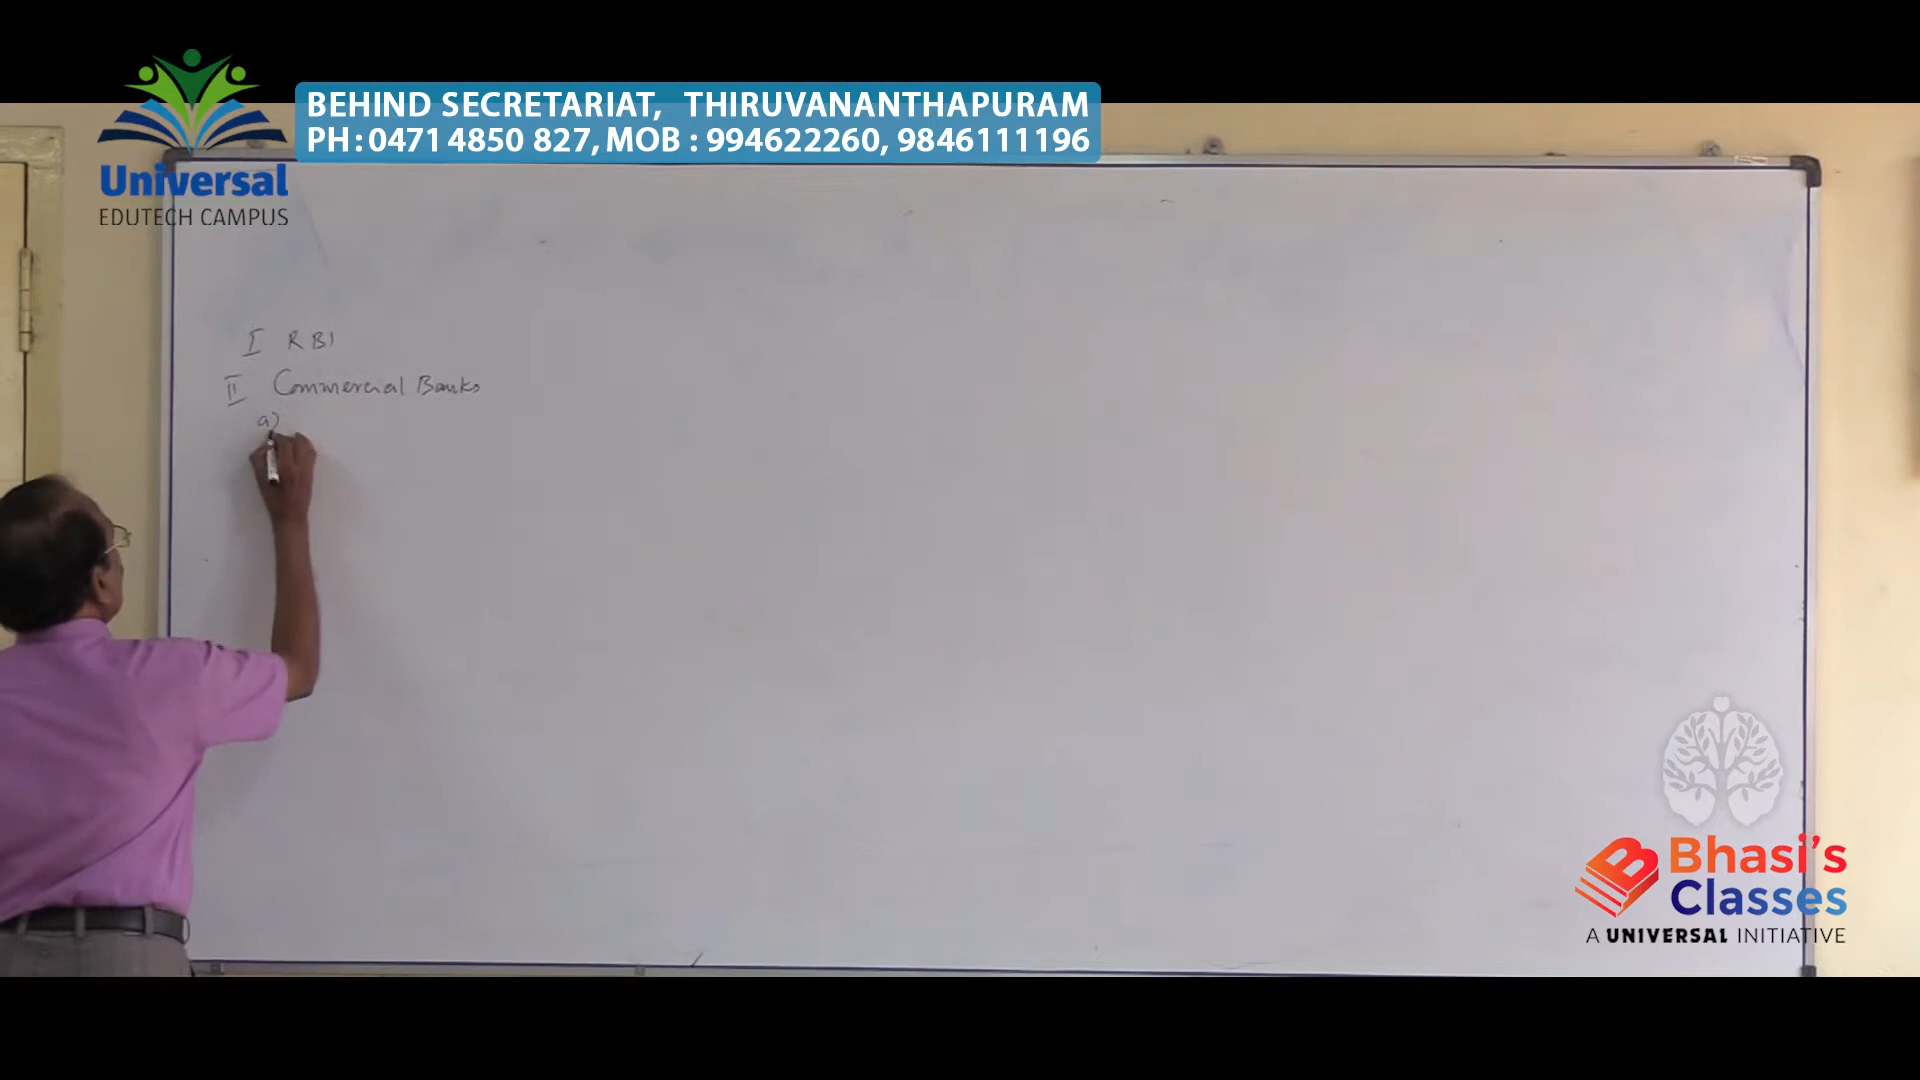 BEHIND SECRETARIAT, THIRUVANANTHAPURAM
PH : 0471 4850 827, MOB : 994622260, 9846111196
Universal
EDUTECH CAMPUS
I RBI
II Commercial Banks
a)
Bhasi's
Classes
A UNIVERSAL INITIATIVE